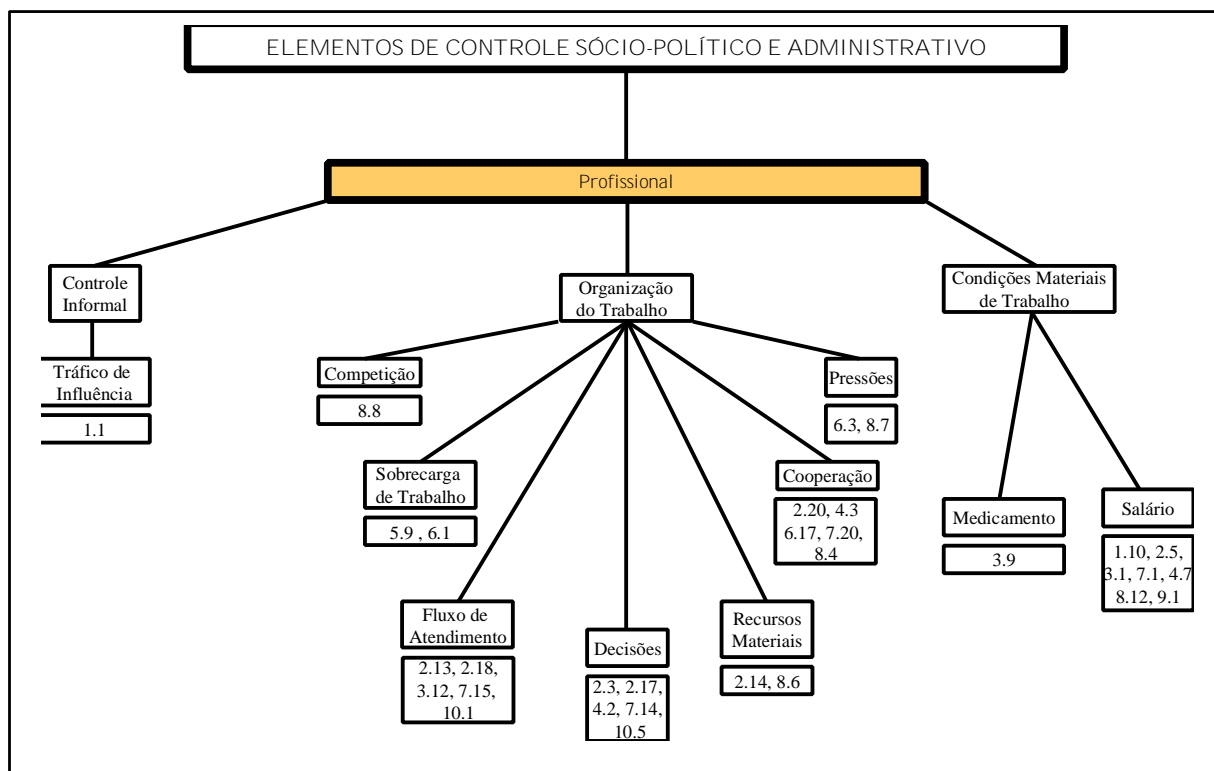 ELEMENTOS DE CONTROLE SÓCIO-POLÍTICO E ADMINISTRATIVO
Profissional
Controle
Informal
Tráfico de
Influência
1.1
Organização
do Trabalho
Competição
8.8
Sobrecarga
de Trabalho
5.9 , 6.1
Fluxo de
Atendimento
2.13, 2.18,
3.12, 7.15,
10.1
Decisões
2.3, 2.17,
4.2, 7.14,
10.5
Recursos
Materiais
2.14, 8.6
Cooperação
2.20, 4.3
6.17, 7.20,
8.4
Pressões
6.3, 8.7
Condições Materiais
de Trabalho
Medicamento
3.9
Salário
1.10, 2.5,
3.1, 7.1, 4.7
8.12, 9.1